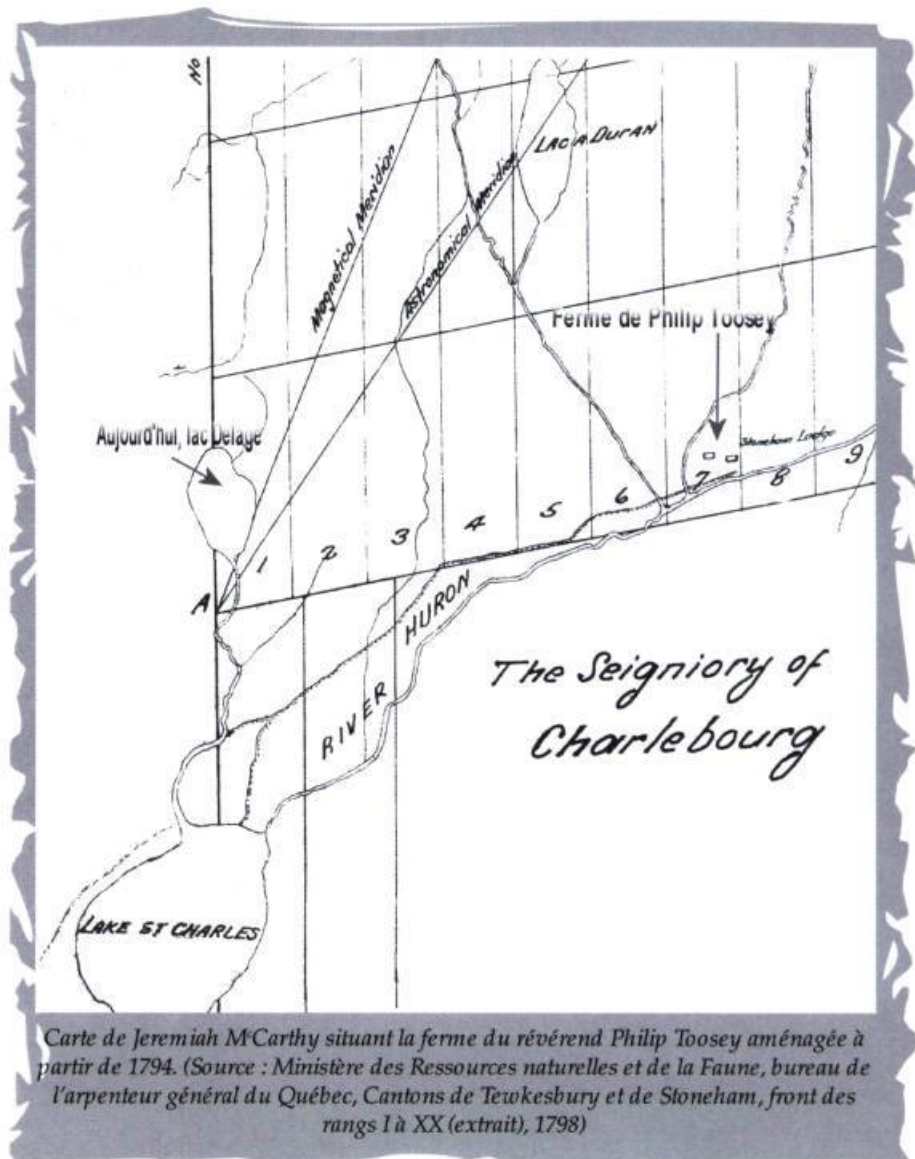 No
LAC A DURAN
Magnetical Meridian
Astronomical Meridian
Ferme de Philip Toosey
Aujourd'hui, lac Delage
Stoneham Lodge
1 2 3 4 5 6 7 8 9
A
RIVER HURON
The Seigniory of
Charlebourg
LAKE ST CHARLES
Carte de Jeremiah McCarthy situant la ferme du révérend Philip Toosey aménagée à
partir de 1794. (Source : Ministère des Ressources naturelles et de la Faune, bureau de
l'arpenteur général du Québec, Cantons de Tewkesbury et de Stoneham, front des
rangs I à XX (extrait), 1798)